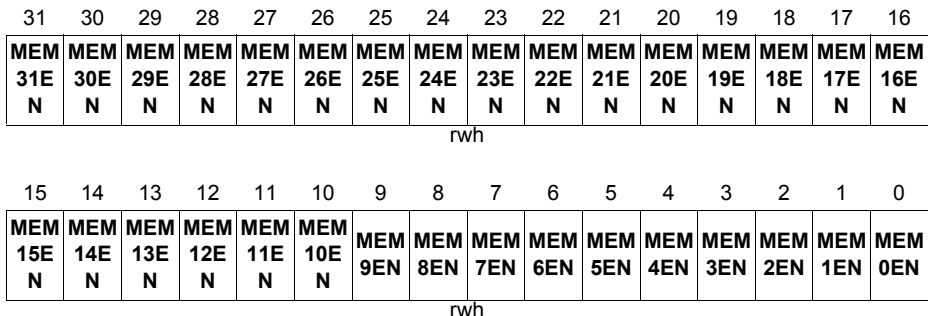 31 30 29 28 27 26 25 24 23 22 21 20 19 18 17 16
MEM MEM MEM MEM MEM MEM MEM MEM MEM MEM MEM MEM MEM MEM MEM MEM
31E 30E 29E 28E 27E 26E 25E 24E 23E 22E 21E 20E 19E 18E 17E 16E
N N N N N N N N N N N N N N N N
rwh
15 14 13 12 11 10 9 8 7 6 5 4 3 2 1 0
MEM MEM MEM MEM MEM MEM MEM MEM MEM MEM MEM MEM MEM MEM MEM MEM
15E 14E 13E 12E 11E 10E 9EN 8EN 7EN 6EN 5EN 4EN 3EN 2EN 1EN 0EN
N N N N N N
rwh